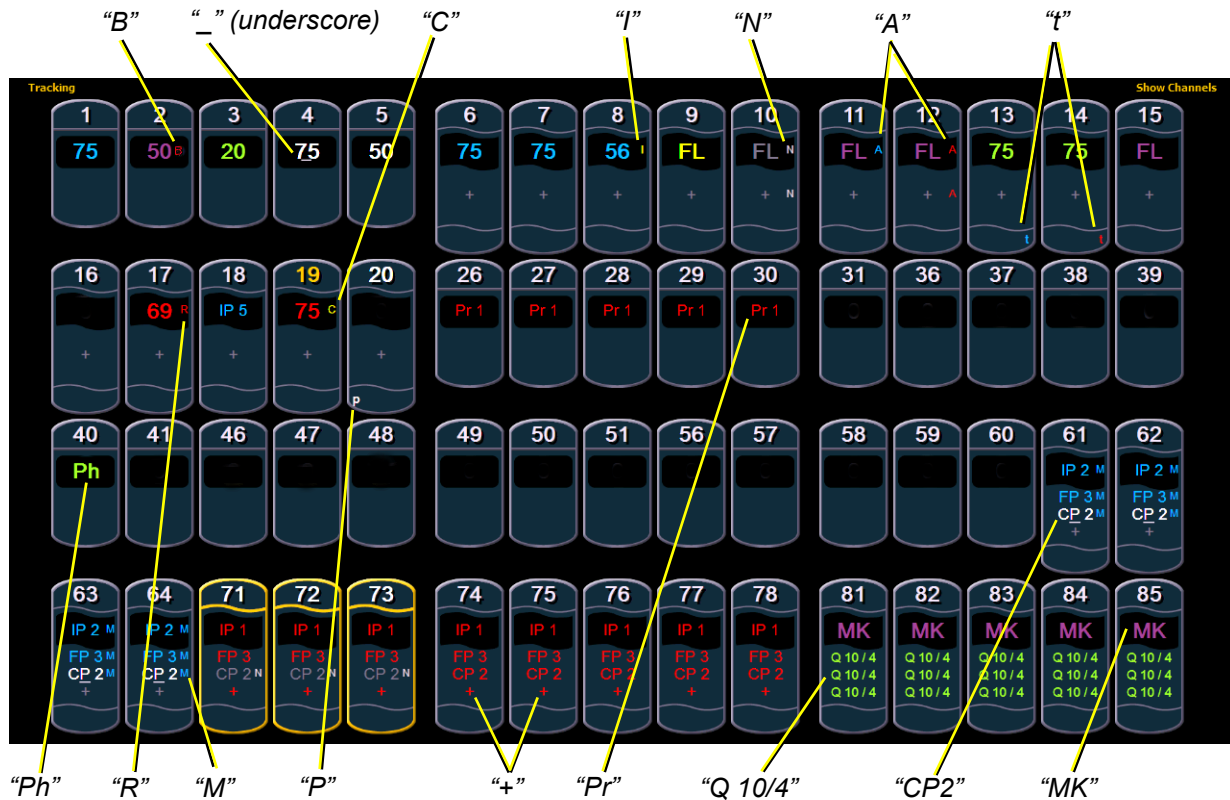 “B” “_” (underscore) “C” “I” “N” “A” “t”
Tracking Show Channels
1 2 3 4 5 6 7 8 9 10 11 12 13 14 15
75 50 B 20 75 50 75 75 56 I FL FL N FL A FL A 75 75 FL
+ + + + N + + A + + +
t t
16 17 18 19 20 26 27 28 29 30 31 36 37 38 39
69 R IP 5 75 C Pr 1 Pr 1 Pr 1 Pr 1 Pr 1
+ + +
p
40 41 46 47 48 49 50 51 56 57 58 59 60 61 62
Ph IP 2 M IP 2 M
FP 3 M FP 3 M
CP 2 M CP 2 M
+ +
63 64 71 72 73 74 75 76 77 78 81 82 83 84 85
IP 2 M IP 2 M IP 1 IP 1 IP 1 IP 1 IP 1 IP 1 IP 1 IP 1 MK MK MK MK MK
FP 3 M FP 3 M FP 3 FP 3 FP 3 FP 3 FP 3 FP 3 FP 3 FP 3 Q 10 / 4 Q 10 / 4 Q 10 / 4 Q 10 / 4 Q 10 / 4
CP 2 M CP 2 M CP 2 N CP 2 N CP 2 N CP 2 CP 2 CP 2 CP 2 CP 2 Q 10 / 4 Q 10 / 4 Q 10 / 4 Q 10 / 4 Q 10 / 4
+ + + + + + + + + + Q 10 / 4 Q 10 / 4 Q 10 / 4 Q 10 / 4 Q 10 / 4
“Ph” “R” “M” “P” “+” “Pr” “Q 10/4” “CP2” “MK”